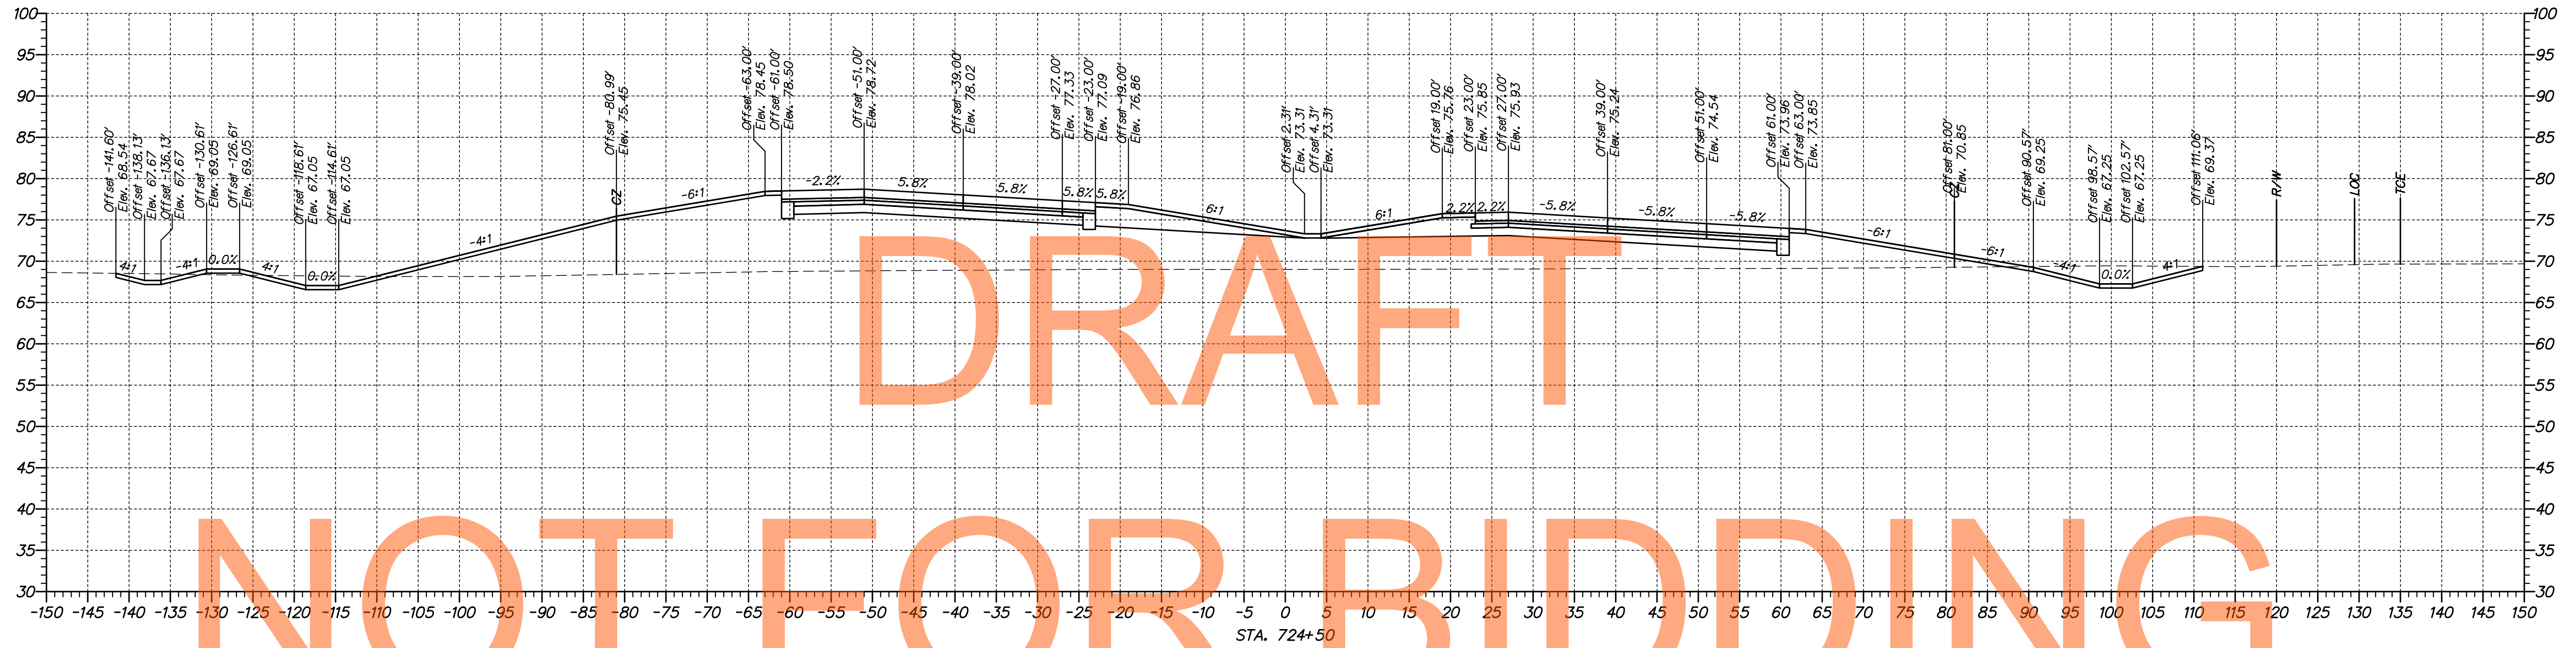 100
95
90
85
80
75
70
65
60
55
50
45
40
35
30
Offset -141.60'
Elev. 68.54
Offset -138.13'
Elev. 67.67
Offset -136.13'
Elev. 67.67
Offset -130.61'
Elev. 69.05
Offset -126.61'
Elev. 69.05
Offset -118.61'
Elev. 67.05
Offset -114.61'
Elev. 67.05
Offset -80.99'
Elev. 75.45
Offset -63.00'
Elev. 78.45
Offset -61.00'
Elev. 78.50
Offset -51.00'
Elev. 78.72
Offset -39.00'
Elev. 78.02
Offset -27.00'
Elev. 77.33
Offset -23.00'
Elev. 77.09
Offset -19.00'
Elev. 76.86
Offset 2.31'
Elev. 73.31
Offset 4.31'
Elev. 73.31
Offset 19.00'
Elev. 75.76
Offset 23.00'
Elev. 75.85
Offset 27.00'
Elev. 75.93
Offset 39.00'
Elev. 75.24
Offset 51.00'
Elev. 74.54
Offset 61.00'
Elev. 73.96
Offset 63.00'
Elev. 73.85
Offset 81.00'
Elev. 70.85
Offset 90.57'
Elev. 69.25
Offset 98.57'
Elev. 67.25
Offset 102.57'
Elev. 67.25
Offset 111.06'
Elev. 69.37
4:1
-4:1
0.0%
4:1
0.0%
-4:1
CZ
-6:1
-2.2%
5.8%
5.8%
5.8%
5.8%
6:1
6:1
2.2%
2.2%
-5.8%
-5.8%
-5.8%
-6:1
CZ
-6:1
-4:1
0.0%
4:1
R/W
LOC
TCE
100
95
90
85
80
75
70
65
60
55
50
45
40
35
30
-150 -145 -140 -135 -130 -125 -120 -115 -110 -105 -100 -95 -90 -85 -80 -75 -70 -65 -60 -55 -50 -45 -40 -35 -30 -25 -20 -15 -10 -5 0 5 10 15 20 25 30 35 40 45 50 55 60 65 70 75 80 85 90 95 100 105 110 115 120 125 130 135 140 145 150
STA. 724+50
DRAFT
NOT FOR BIDDING